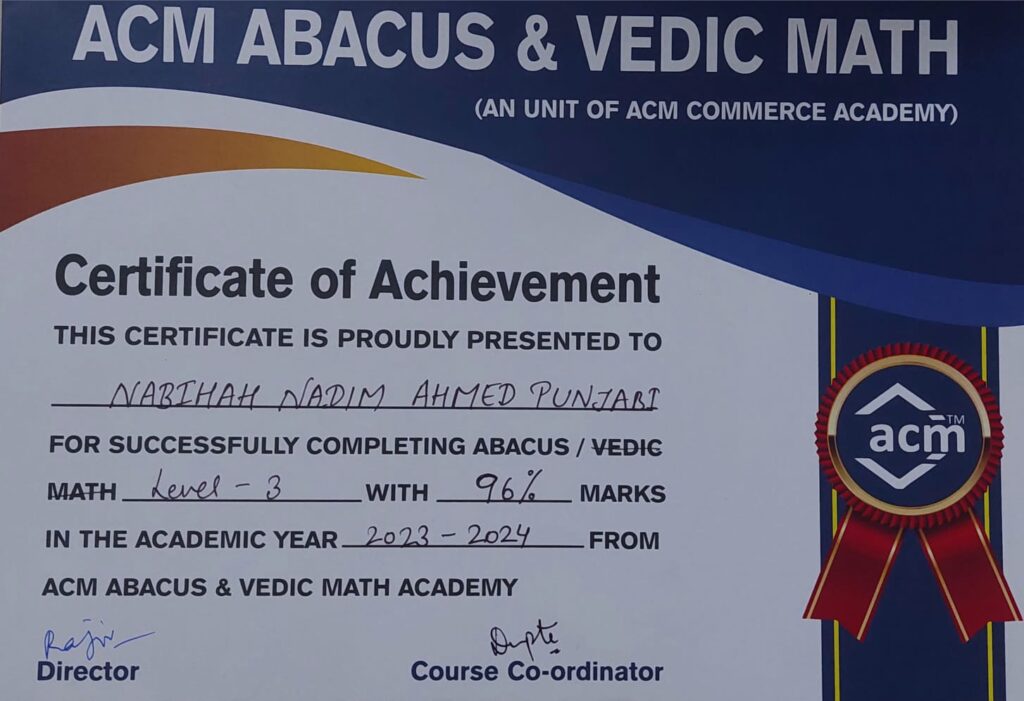 ACM ABACUS & VEDIC MATH
(AN UNIT OF ACM COMMERCE ACADEMY)
Certificate of Achievement
THIS CERTIFICATE IS PROUDLY PRESENTED TO
NABIHAH NADIM AHMED PUNJABI
FOR SUCCESSFULLY COMPLETING ABACUS / VEDIC
MATH Level - 3 WITH 96% MARKS
IN THE ACADEMIC YEAR 2023 - 2024 FROM
ACM ABACUS & VEDIC MATH ACADEMY
acm TM
Rajiv
Director
Course Co-ordinator